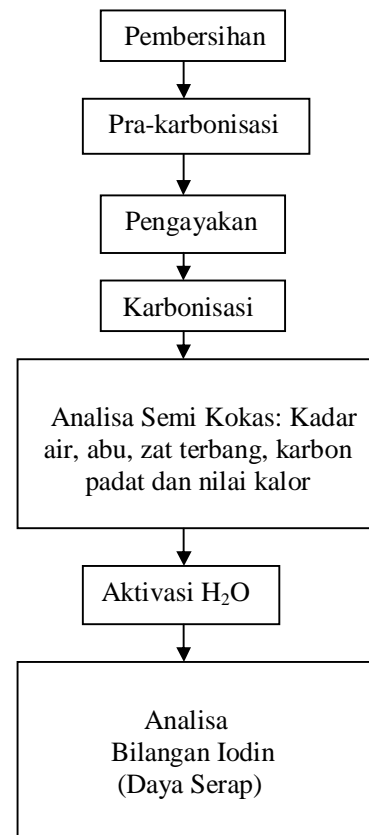 Pembersihan
Pra-karbonisasi
Pengayakan
Karbonisasi
Analisa Semi Kokas: Kadar
air, abu, zat terbang, karbon
padat dan nilai kalor
Aktivasi H₂O
Analisa
Bilangan Iodin
(Daya Serap)